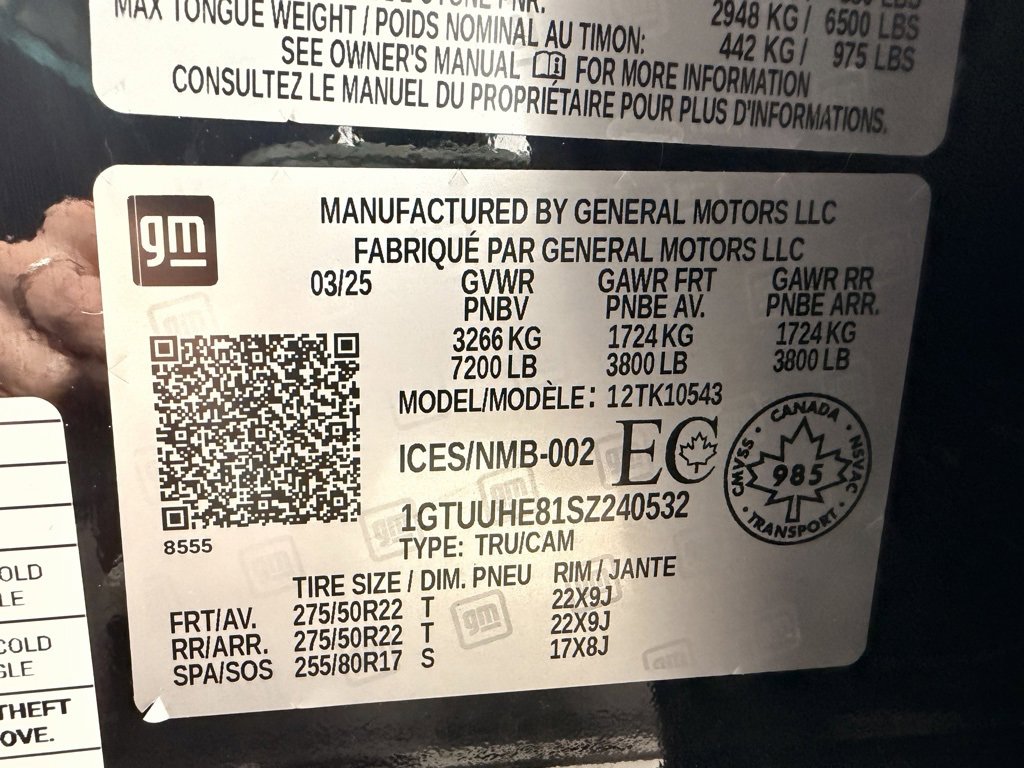 MAX TONGUE WEIGHT / POIDS NOMINAL AU TIMON:
2948 KG / 6500 LBS
442 KG / 975 LBS
SEE OWNER'S MANUAL FOR MORE INFORMATION
CONSULTEZ LE MANUEL DU PROPRIÉTAIRE POUR PLUS D'INFORMATIONS.
gm
MANUFACTURED BY GENERAL MOTORS LLC
FABRIQUÉ PAR GENERAL MOTORS LLC
03/25 GVWR GAWR FRT GAWR RR
PNBV PNBE AV. PNBE ARR.
3266 KG 1724 KG 1724 KG
7200 LB 3800 LB 3800 LB
MODEL/MODÈLE: 12TK10543
ICES/NMB-002 EC
CANADA
CMVSS 985 NSVAC
TRANSPORT
1GTUUHE81SZ240532
8555
TYPE: TRU/CAM
TIRE SIZE / DIM. PNEU RIM / JANTE
FRT/AV. 275/50R22 T 22X9J
RR/ARR. 275/50R22 T 22X9J
SPA/SOS 255/80R17 S 17X8J
OLD
LE
COLD
GLE
THEFT
OVE.